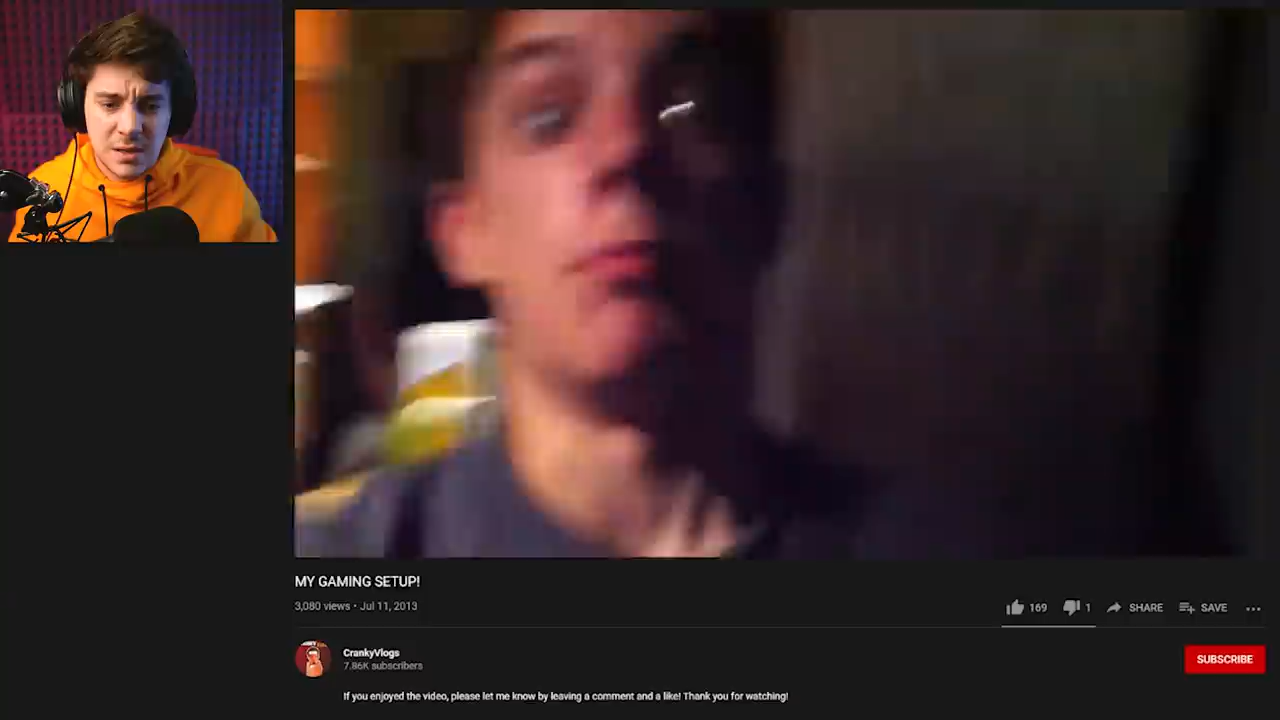 MY GAMING SETUP!
3,080 views • Jul 11, 2013
169
1
SHARE
SAVE
CrankyVlogs
7.86K subscribers
SUBSCRIBE
If you enjoyed the video, please let me know by leaving a comment and a like! Thank you for watching!